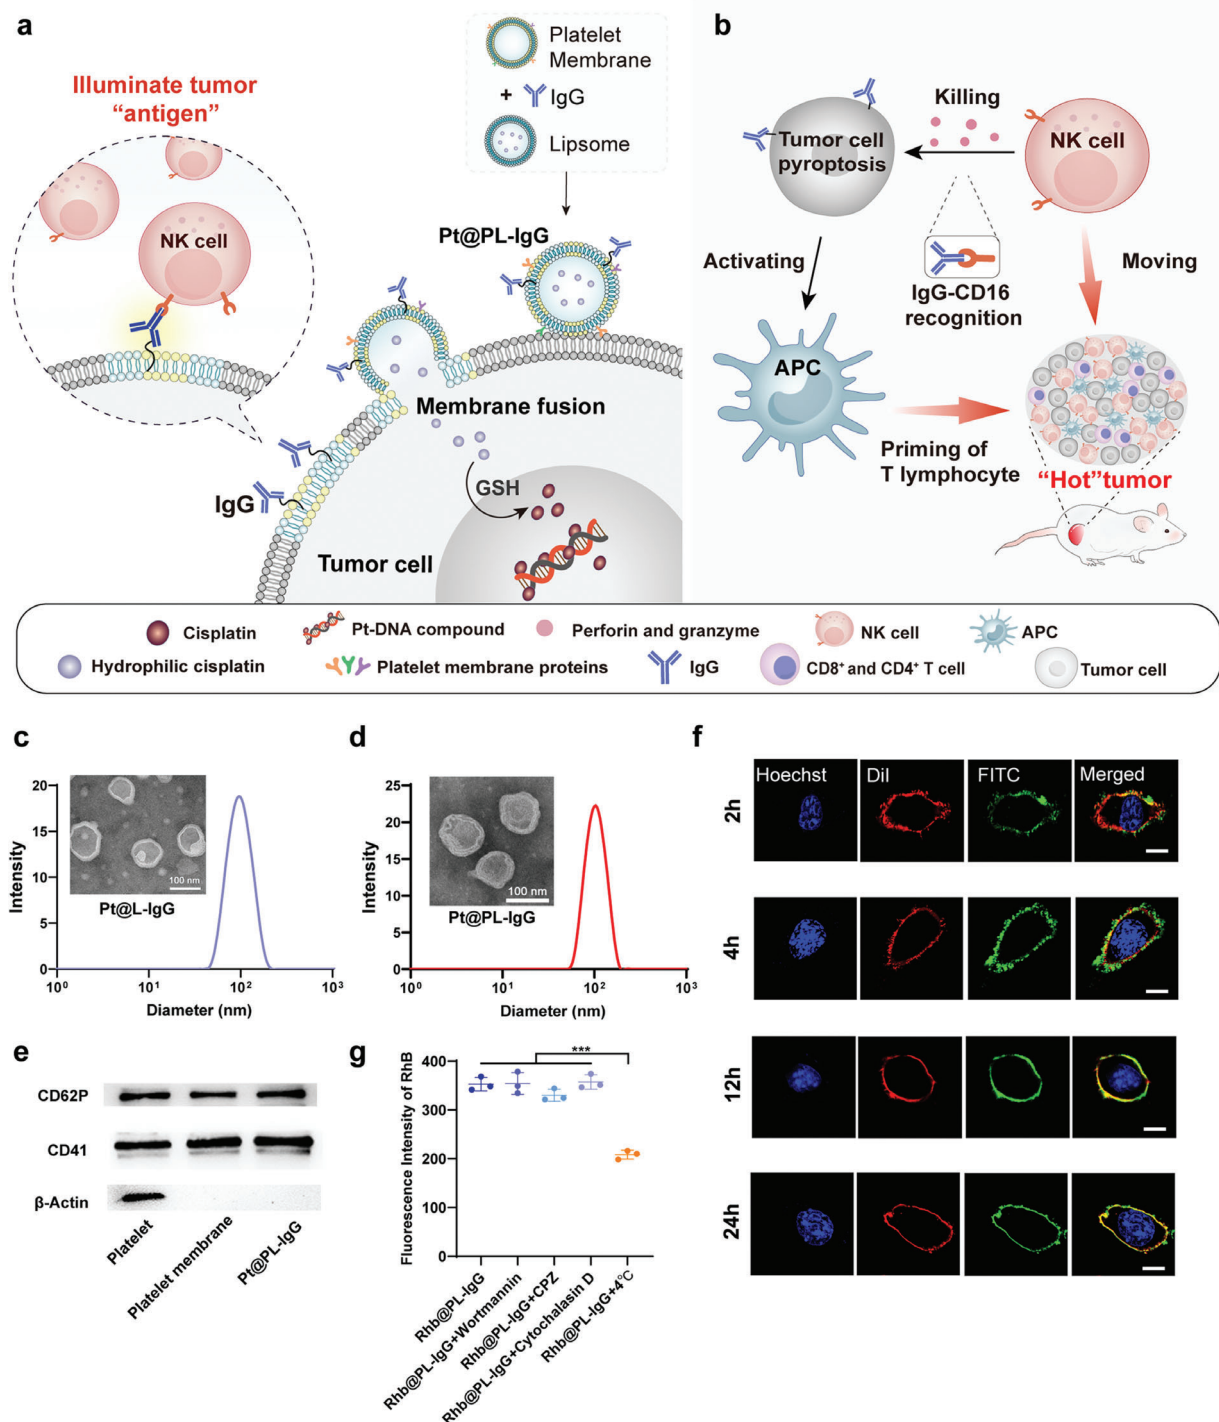 a
Platelet
Membrane
+
IgG
Lipsome
Illuminate tumor
“antigen”
NK cell
Pt@PL-IgG
Membrane fusion
IgG
GSH
Tumor cell
b
Killing
Tumor cell
pyroptosis
NK cell
Activating
IgG-CD16
recognition
Moving
APC
Priming of
T lymphocyte
“Hot”tumor
Cisplatin
Pt-DNA compound
Perforin and granzyme
NK cell
APC
Hydrophilic cisplatin
Platelet membrane proteins
IgG
CD8⁺ and CD4⁺ T cell
Tumor cell
c
Intensity
20
15
10
5
0
100 nm
Pt@L-IgG
10⁰
10¹
10²
10³
Diameter (nm)
d
Intensity
25
20
15
10
5
0
100 nm
Pt@PL-IgG
10⁰
10¹
10²
10³
Diameter (nm)
e
CD62P
CD41
β-Actin
Platelet
Platelet membrane
Pt@PL-IgG
g
Fluorescence Intensity of RhB
400
300
200
100
0
***
Rhb@PL-IgG
Rhb@PL-IgG+Wortmannin
Rhb@PL-IgG+CPZ
Rhb@PL-IgG+Cytochalasin D
Rhb@PL-IgG+4℃
f
Hoechst
DiI
FITC
Merged
2h
4h
12h
24h